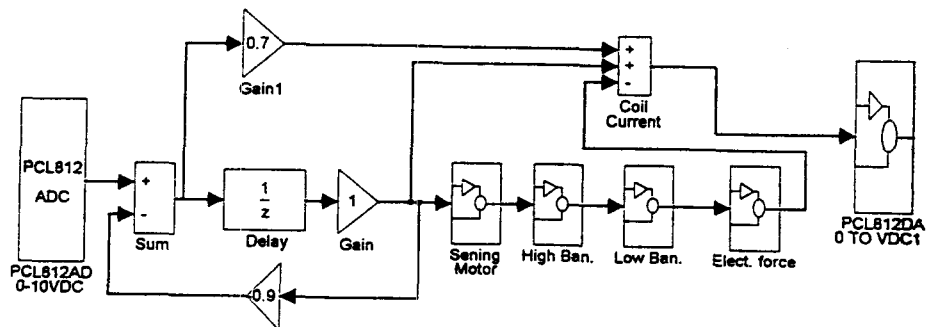 0.7
Gain1
+
+
-
Coil
Current
PCL812
ADC
+
-
Sum
1
z
Delay
1
Gain
Sening
Motor
High Ban.
Low Ban.
Elect. force
PCL812DA
0 TO VDC1
PCL812AD
0-10VDC
0.9